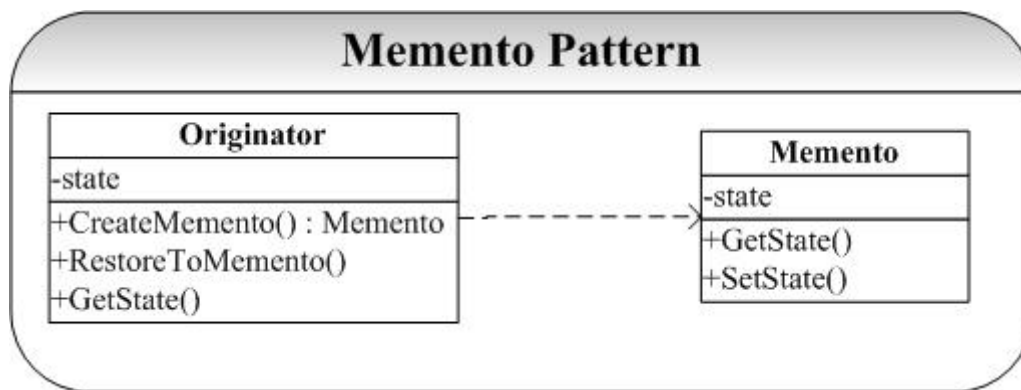 Memento Pattern
Originator
-state
+CreateMemento() : Memento
+RestoreToMemento()
+GetState()
Memento
-state
+GetState()
+SetState()